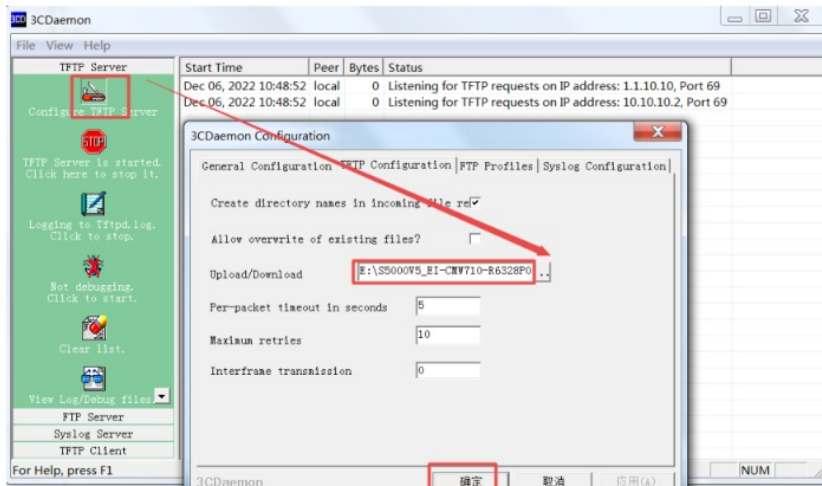 3CD 3CDaemon
File View Help
TFTP Server
Configure TFTP Server
STOP
TFTP Server is started.
Click here to stop it.
Logging to Tftpd.log.
Click to stop.
Not debugging.
Click to start.
Clear list.
View Log/Debug files.
FTP Server
Syslog Server
TFTP Client
For Help, press F1
Start Time Peer Bytes Status
Dec 06, 2022 10:48:52 local 0 Listening for TFTP requests on IP address: 1.1.10.10, Port 69
Dec 06, 2022 10:48:52 local 0 Listening for TFTP requests on IP address: 10.10.10.2, Port 69
3CDaemon Configuration
General Configuration TFTP Configuration FTP Profiles Syslog Configuration
Create directory names in incoming file re
Allow overwrite of existing files?
Upload/Download E:\S5000V5_EI-CMW710-R6328P0 ..
Per-packet timeout in seconds 5
Maximum retries 10
Interframe transmission 0
3CDaemon 确定 取消 应用(A)
NUM